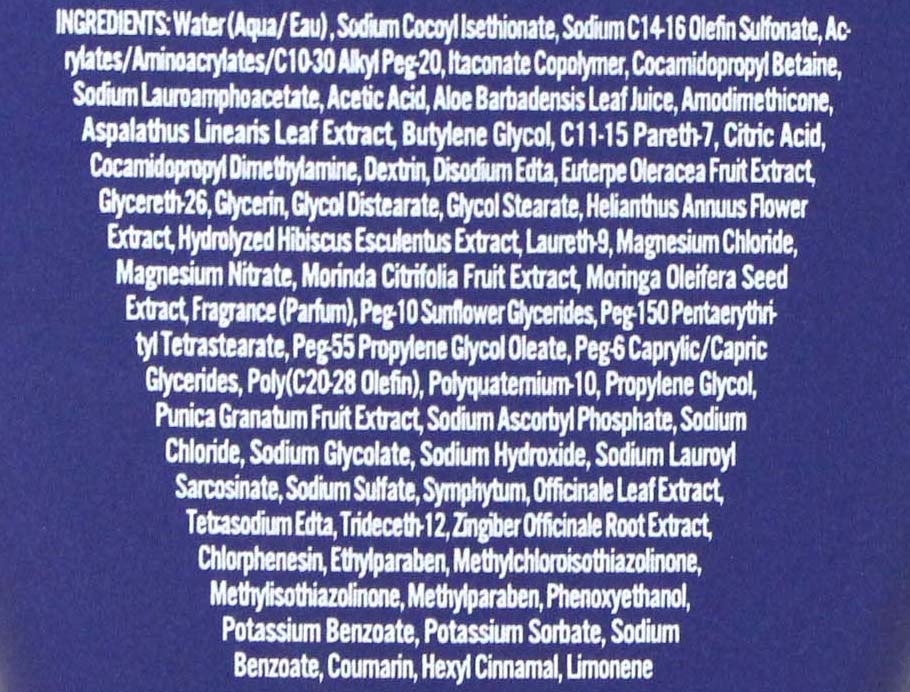 INGREDIENTS: Water (Aqua/ Eau), Sodium Cocoyl Isethionate, Sodium C14-16 Olefin Sulfonate, Ac-
rylates/Aminoacrylates/C10-30 Alkyl Peg-20, Itaconate Copolymer, Cocamidopropyl Betaine,
Sodium Lauroamphoacetate, Acetic Acid, Aloe Barbadensis Leaf Juice, Amodimethicone,
Aspalathus Linearis Leaf Extract, Butylene Glycol, C11-15 Pareth-7, Citric Acid,
Cocamidopropyl Dimethylamine, Dextrin, Disodium Edta, Euterpe Oleracea Fruit Extract,
Glycereth-26, Glycerin, Glycol Distearate, Glycol Stearate, Helianthus Annuus Flower
Extract, Hydrolyzed Hibiscus Esculentus Extract, Laureth-9, Magnesium Chloride,
Magnesium Nitrate, Morinda Citrifolia Fruit Extract, Moringa Oleifera Seed
Extract, Fragrance (Parfum), Peg-10 Sunflower Glycerides, Peg-150 Pentaerythri-
tyl Tetrastearate, Peg-55 Propylene Glycol Oleate, Peg-6 Caprylic/Capric
Glycerides, Poly(C20-28 Olefin), Polyquaternium-10, Propylene Glycol,
Punica Granatum Fruit Extract, Sodium Ascorbyl Phosphate, Sodium
Chloride, Sodium Glycolate, Sodium Hydroxide, Sodium Lauroyl
Sarcosinate, Sodium Sulfate, Symphytum, Officinale Leaf Extract,
Tetrasodium Edta, Trideceth-12, Zingiber Officinale Root Extract,
Chlorphenesin, Ethylparaben, Methylchloroisothiazolinone,
Methylisothiazolinone, Methylparaben, Phenoxyethanol,
Potassium Benzoate, Potassium Sorbate, Sodium
Benzoate, Coumarin, Hexyl Cinnamal, Limonene